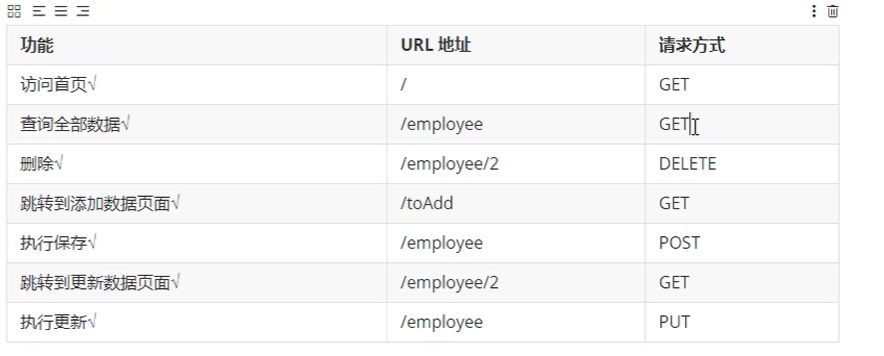 功能 URL 地址 请求方式
访问首页√ / GET
查询全部数据√ /employee GET
删除√ /employee/2 DELETE
跳转到添加数据页面√ /toAdd GET
执行保存√ /employee POST
跳转到更新数据页面√ /employee/2 GET
执行更新√ /employee PUT